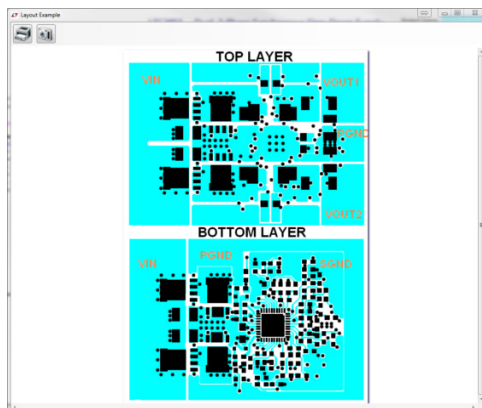 Layout Example
TOP LAYER
VIN
VOUT1
PGND
VOUT2
BOTTOM LAYER
VIN
PGND
SGND